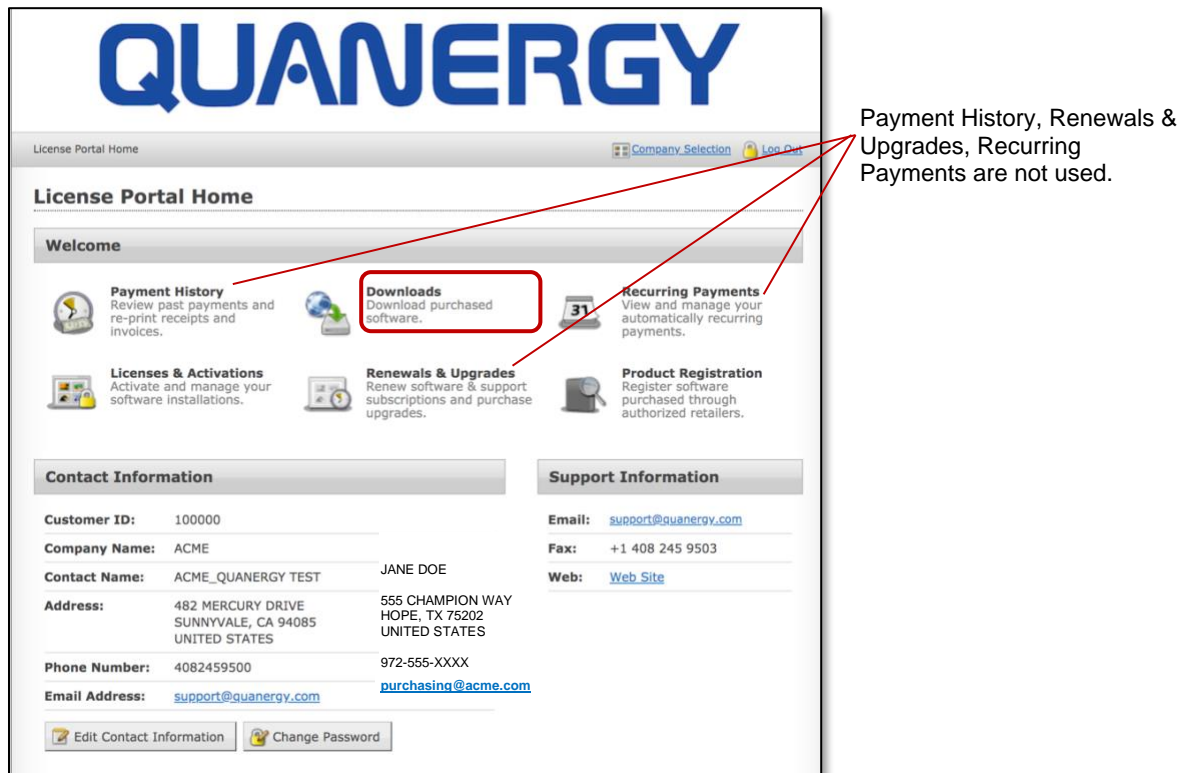 QUANERGY
License Portal Home
Company Selection
Log Out
Payment History, Renewals &
Upgrades, Recurring
Payments are not used.
License Portal Home
Welcome
Payment History
Review past payments and
re-print receipts and
invoices.
Downloads
Download purchased
software.
31
Recurring Payments
View and manage your
automatically recurring
payments.
Licenses & Activations
Activate and manage your
software installations.
Renewals & Upgrades
Renew software & support
subscriptions and purchase
upgrades.
Product Registration
Register software
purchased through
authorized retailers.
Contact Information
Customer ID: 100000
Company Name: ACME
Contact Name: ACME_QUANERGY TEST
JANE DOE
Address: 482 MERCURY DRIVE
SUNNYVALE, CA 94085
UNITED STATES
555 CHAMPION WAY
HOPE, TX 75202
UNITED STATES
Phone Number: 4082459500
972-555-XXXX
Email Address: support@quanergy.com
purchasing@acme.com
Edit Contact Information
Change Password
Support Information
Email: support@quanergy.com
Fax: +1 408 245 9503
Web: Web Site